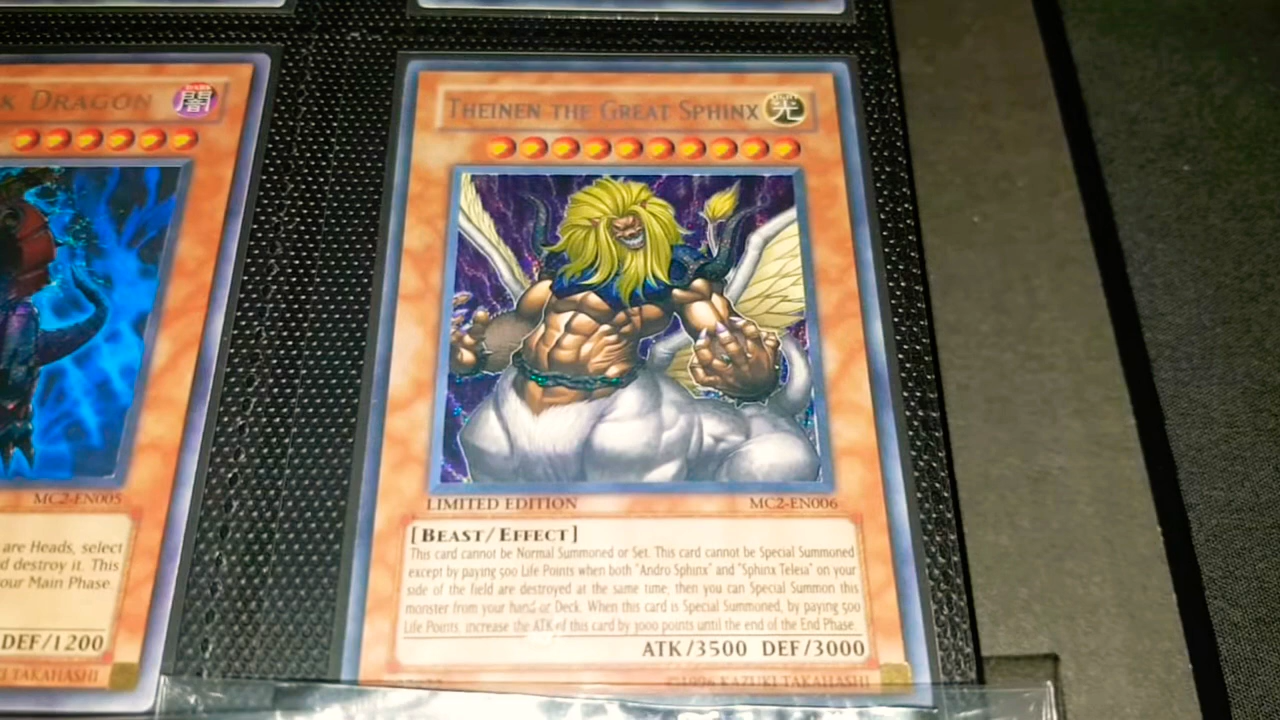 K DRAGON
闇
MC2-EN005
are Heads, select
d destroy it. This
our Main Phase.
DEF/1200
TAKAHASHI
THEINEN THE GREAT SPHINX
LIGHT
光
LIMITED EDITION
MC2-EN006
[BEAST/EFFECT]
This card cannot be Normal Summoned or Set. This card cannot be Special Summoned
except by paying 500 Life Points when both "Andro Sphinx" and "Sphinx Teleia" on your
side of the field are destroyed at the same time; then you can Special Summon this
monster from your hand or Deck. When this card is Special Summoned, by paying 500
Life Points, increase the ATK of this card by 3000 points until the end of the End Phase.
ATK/3500 DEF/3000
©1996 KAZUKI TAKAHASHI